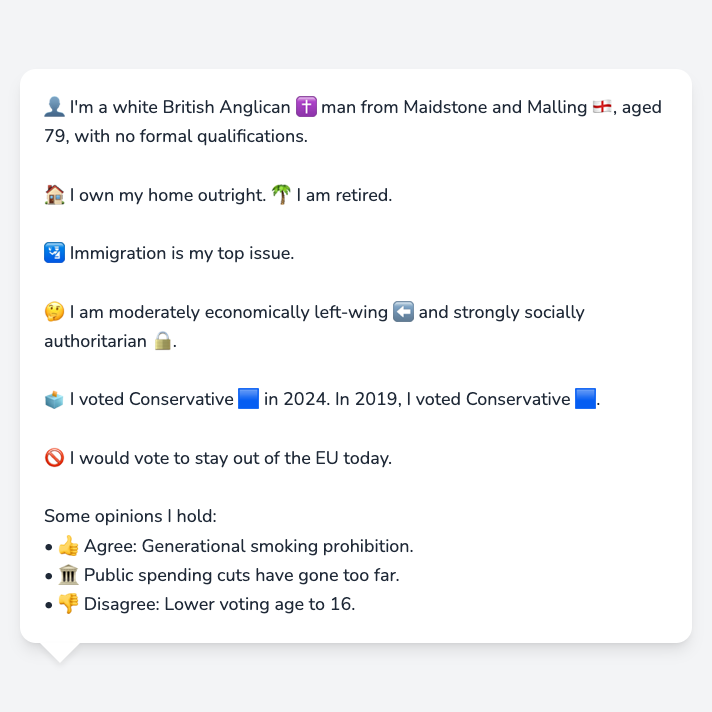 👤 I'm a white British Anglican ✝️ man from Maidstone and Malling 🏴󠁧󠁢󠁥󠁮󠁧󠁿, aged
79, with no formal qualifications.
🏠 I own my home outright. 🌴 I am retired.
🛂 Immigration is my top issue.
🤔 I am moderately economically left-wing ⬅️ and strongly socially
authoritarian 🔒.
🗳️ I voted Conservative 🟦 in 2024. In 2019, I voted Conservative 🟦.
🚫 I would vote to stay out of the EU today.
Some opinions I hold:
• 👍 Agree: Generational smoking prohibition.
• 🏛️ Public spending cuts have gone too far.
• 👎 Disagree: Lower voting age to 16.